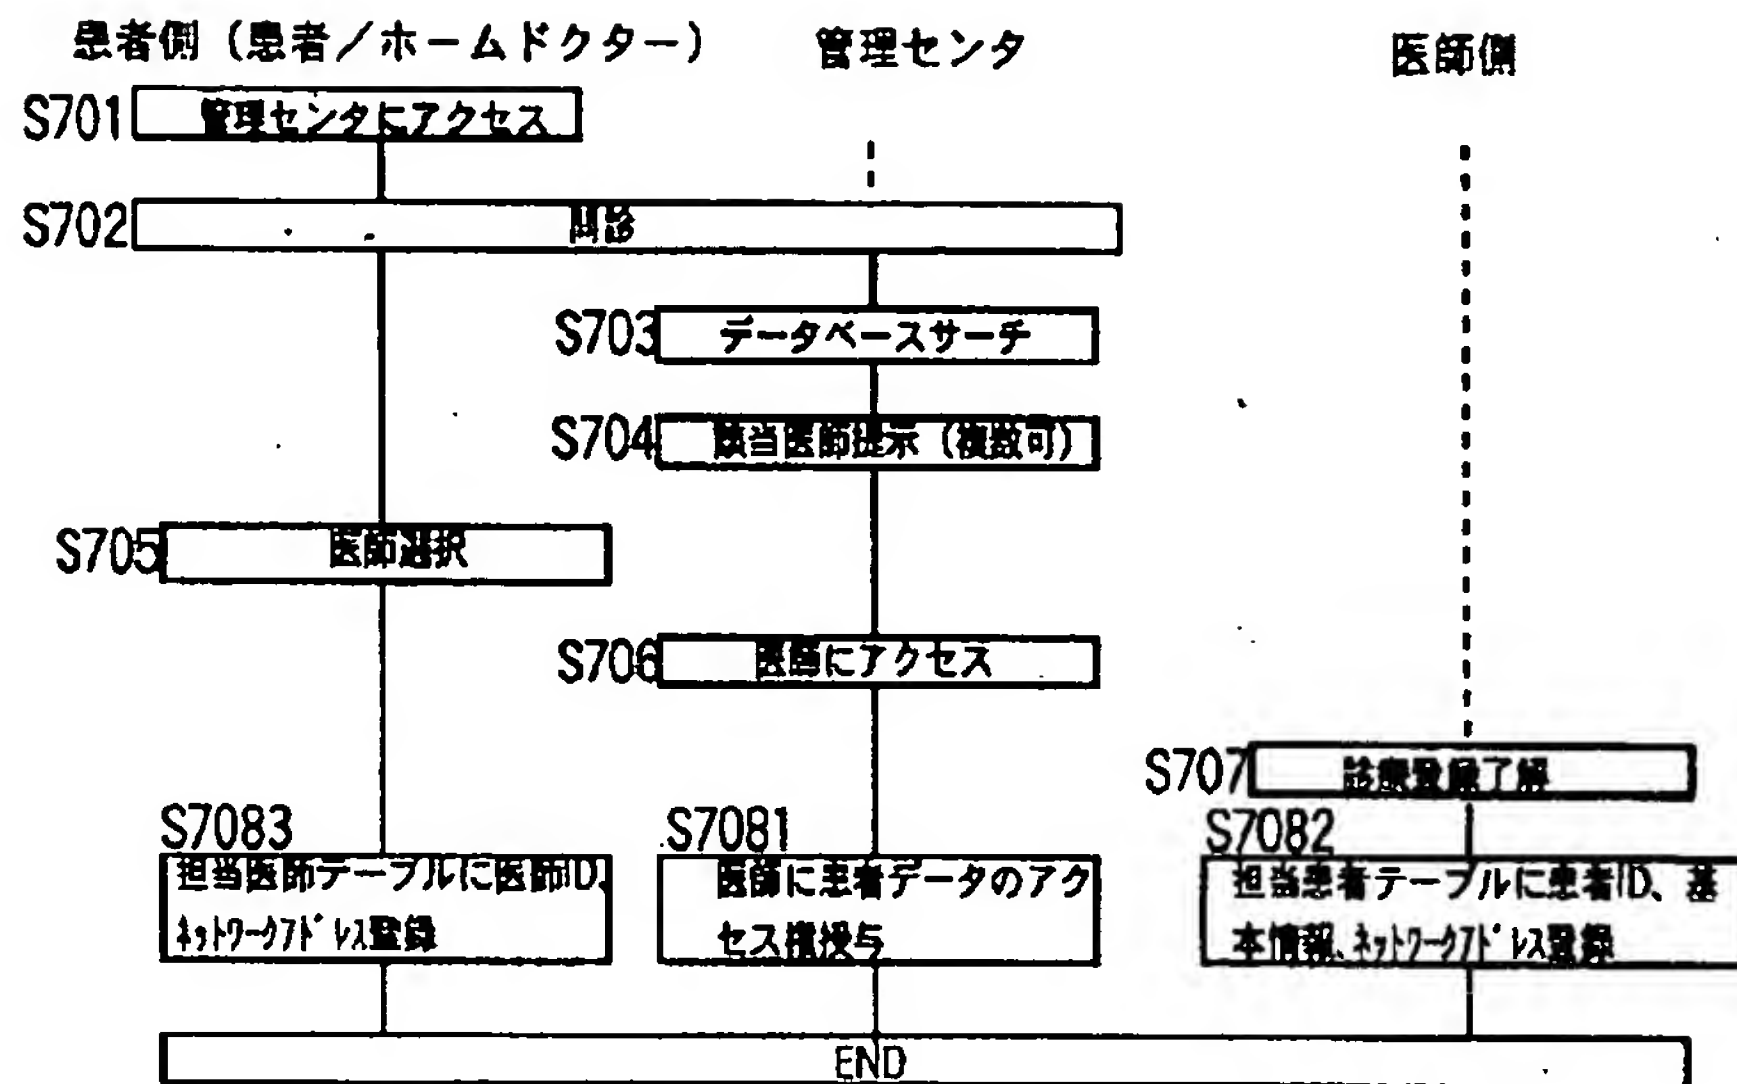 患者側（患者／ホームドクター）
管理センタ
医師側
S701 管理センタにアクセス
S702 問診
S703 データベースサーチ
S704 該当医師提示（複数可）
S705 医師選択
S706 医師にアクセス
S707 診療登録了解
S7083
担当医師テーブルに医師ID、
ネットワークアドレス登録
S7081
医師に患者データのアク
セス権授与
S7082
担当患者テーブルに患者ID、基
本情報、ネットワークアドレス登録
END